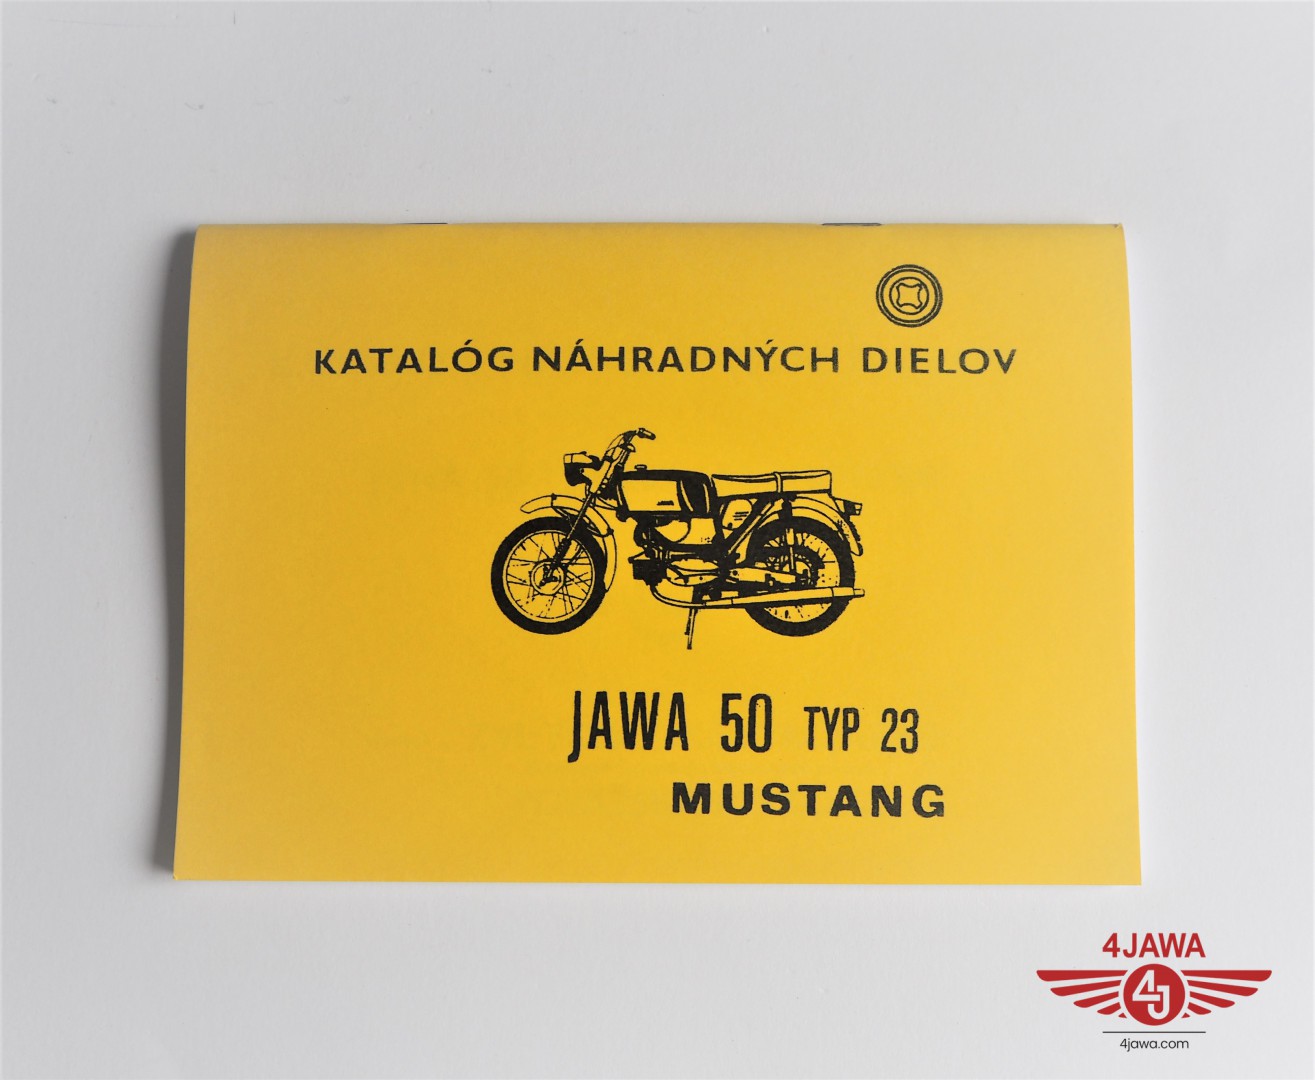 KATALÓG NÁHRADNÝCH DIELOV
JAWA 50 TYP 23
MUSTANG
4JAWA
4J
4jawa.com